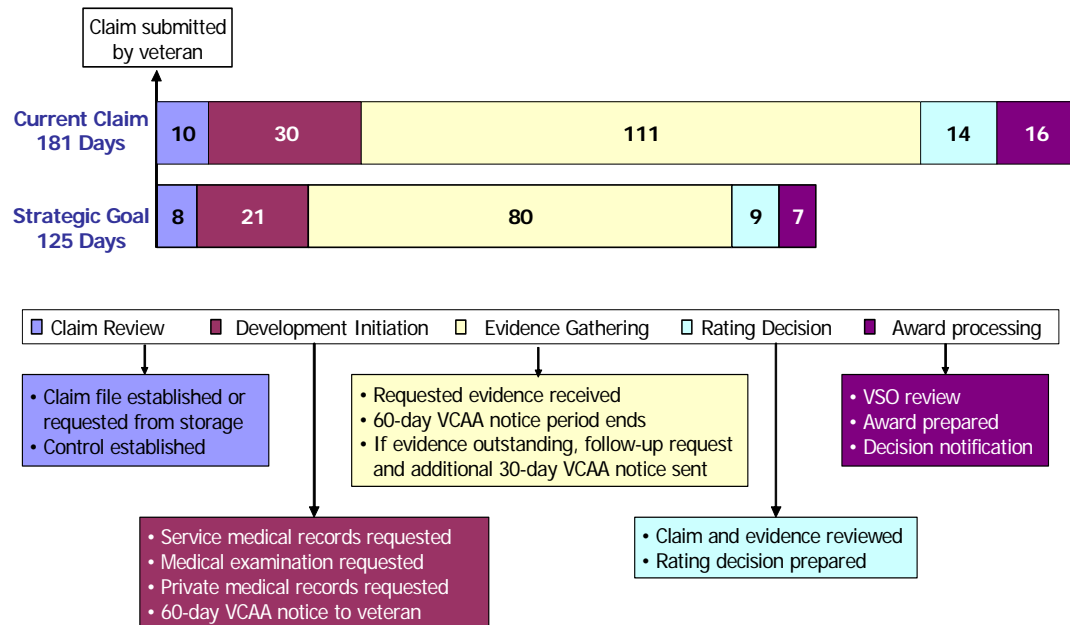 Claim submitted
by veteran
Current Claim
181 Days
10
30
111
14
16
Strategic Goal
125 Days
8
21
80
9
7
Claim Review
Development Initiation
Evidence Gathering
Rating Decision
Award processing
• Claim file established or
requested from storage
• Control established
• Requested evidence received
• 60-day VCAA notice period ends
• If evidence outstanding, follow-up request
and additional 30-day VCAA notice sent
• VSO review
• Award prepared
• Decision notification
• Service medical records requested
• Medical examination requested
• Private medical records requested
• 60-day VCAA notice to veteran
• Claim and evidence reviewed
• Rating decision prepared